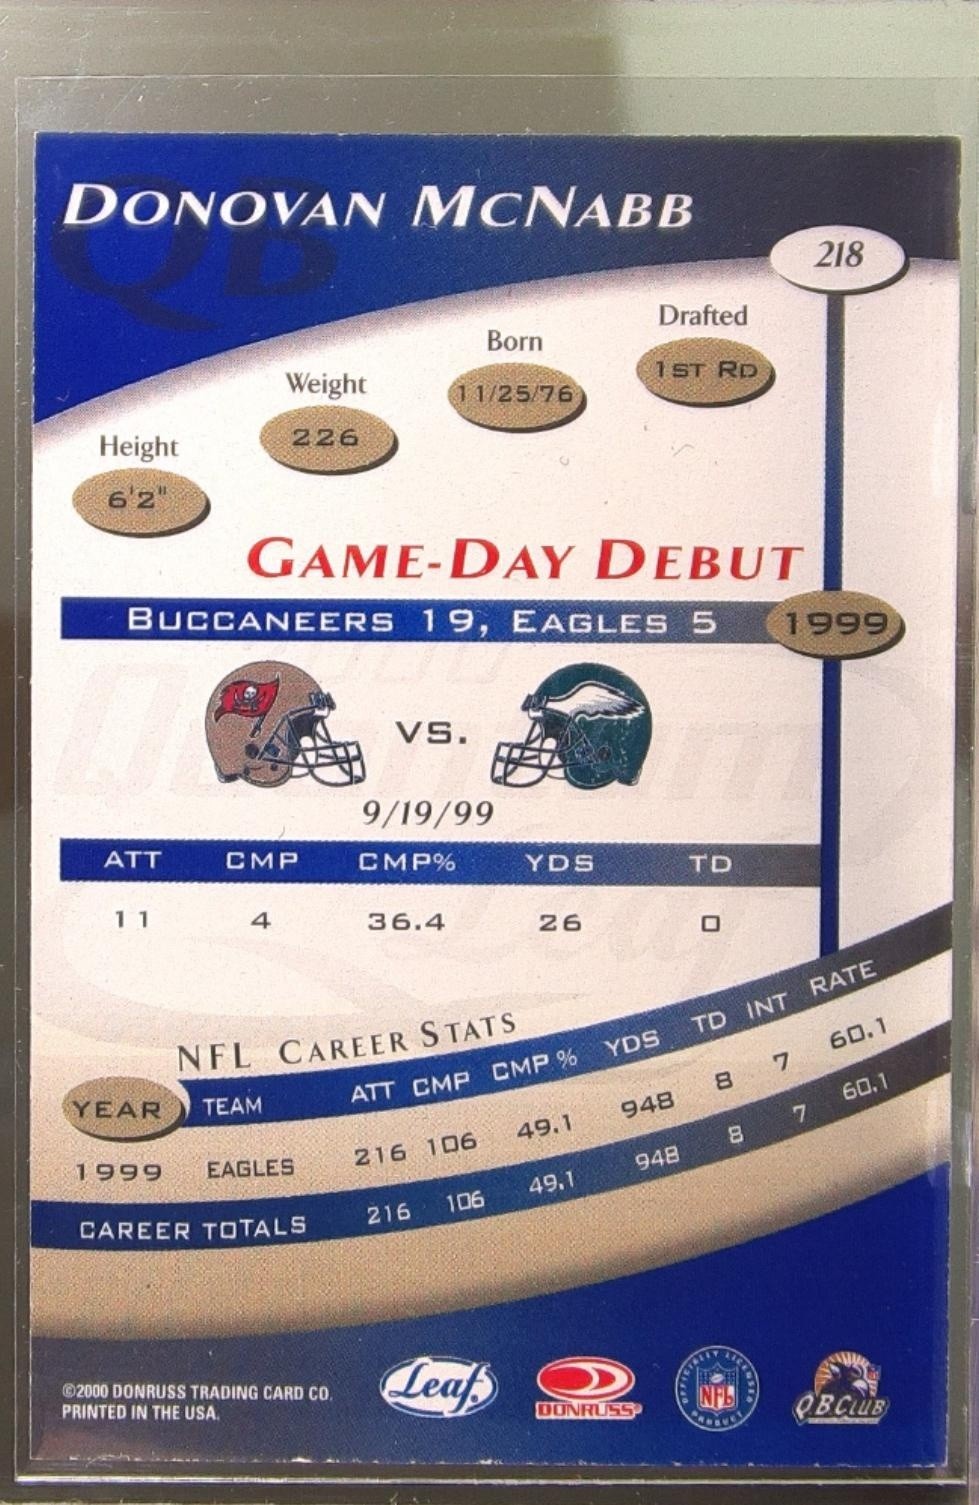 DONOVAN MCNABB
QB
218
Drafted
1ST RD
Born
11/25/76
Weight
226
Height
6'2"
GAME-DAY DEBUT
BUCCANEERS 19, EAGLES 5
1999
VS.
9/19/99
ATT CMP CMP% YDS TD
11 4 36.4 26 0
NFL CAREER STATS
YEAR TEAM ATT CMP CMP % YDS TD INT RATE
1999 EAGLES 216 106 49.1 948 8 7 60.1
CAREER TOTALS 216 106 49.1 948 8 7 60.1
©2000 DONRUSS TRADING CARD CO.
PRINTED IN THE USA.
Leaf.
DONRUSS®
OFFICIALLY LICENSED
NFL
PRODUCT
QB CLUB